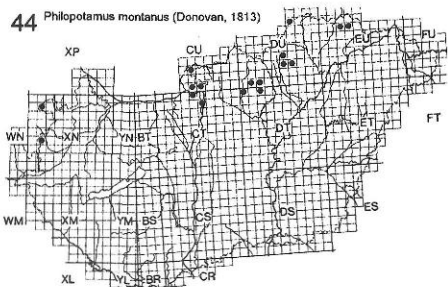 44 Philopotamus montanus (Donovan, 1813)
XP CU DU EU FU
WN XN YN BT CT DT ET FT
WM XM YM BS CS DS ES
XL YL BR CR